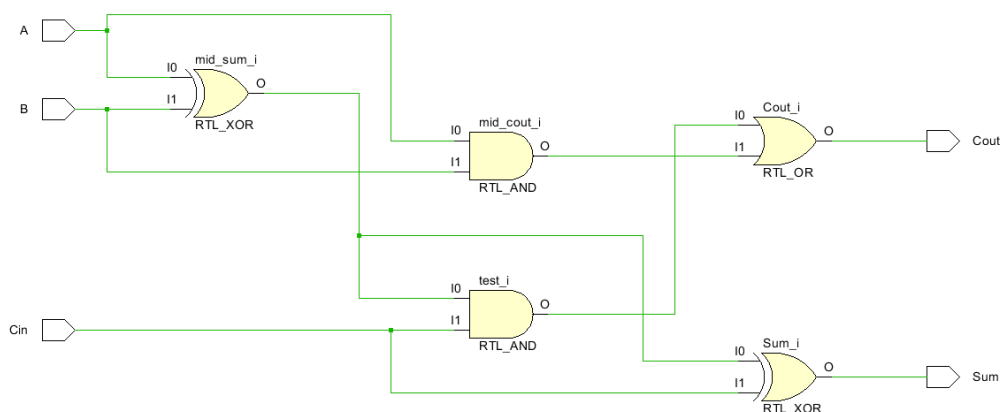 A
mid_sum_i
I0
O
I1
RTL_XOR
B
mid_cout_i
I0
O
I1
RTL_AND
Cout_i
I0
O
I1
RTL_OR
Cout
test_i
I0
O
I1
RTL_AND
Cin
Sum_i
I0
O
I1
RTL_XOR
Sum